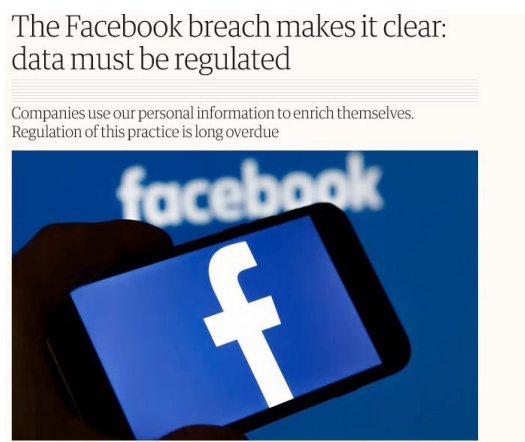 The Facebook breach makes it clear:
data must be regulated
Companies use our personal information to enrich themselves.
Regulation of this practice is long overdue
facebook
f